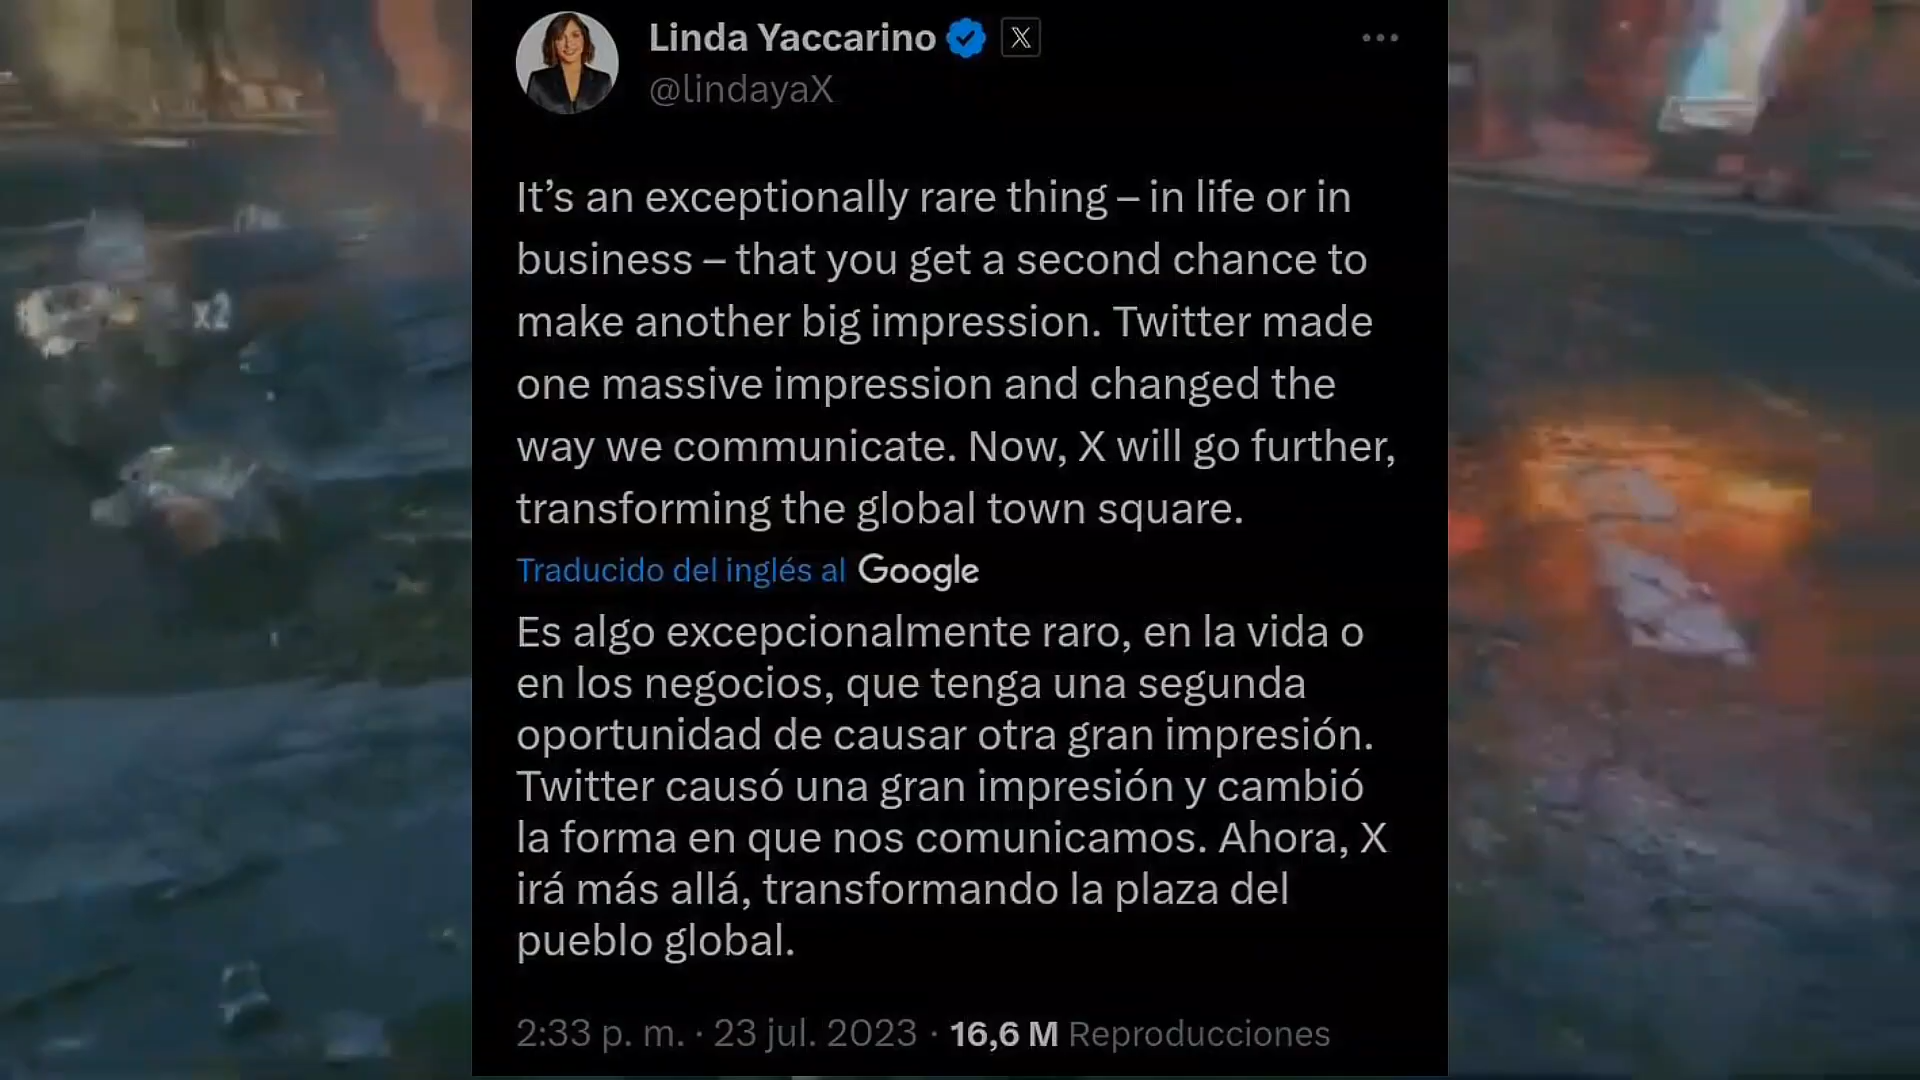 Linda Yaccarino X
@lindayaX
It’s an exceptionally rare thing – in life or in
business – that you get a second chance to
make another big impression. Twitter made
one massive impression and changed the
way we communicate. Now, X will go further,
transforming the global town square.
Traducido del inglés al Google
Es algo excepcionalmente raro, en la vida o
en los negocios, que tenga una segunda
oportunidad de causar otra gran impresión.
Twitter causó una gran impresión y cambió
la forma en que nos comunicamos. Ahora, X
irá más allá, transformando la plaza del
pueblo global.
2:33 p. m. · 23 jul. 2023 · 16,6 M Reproducciones
x2